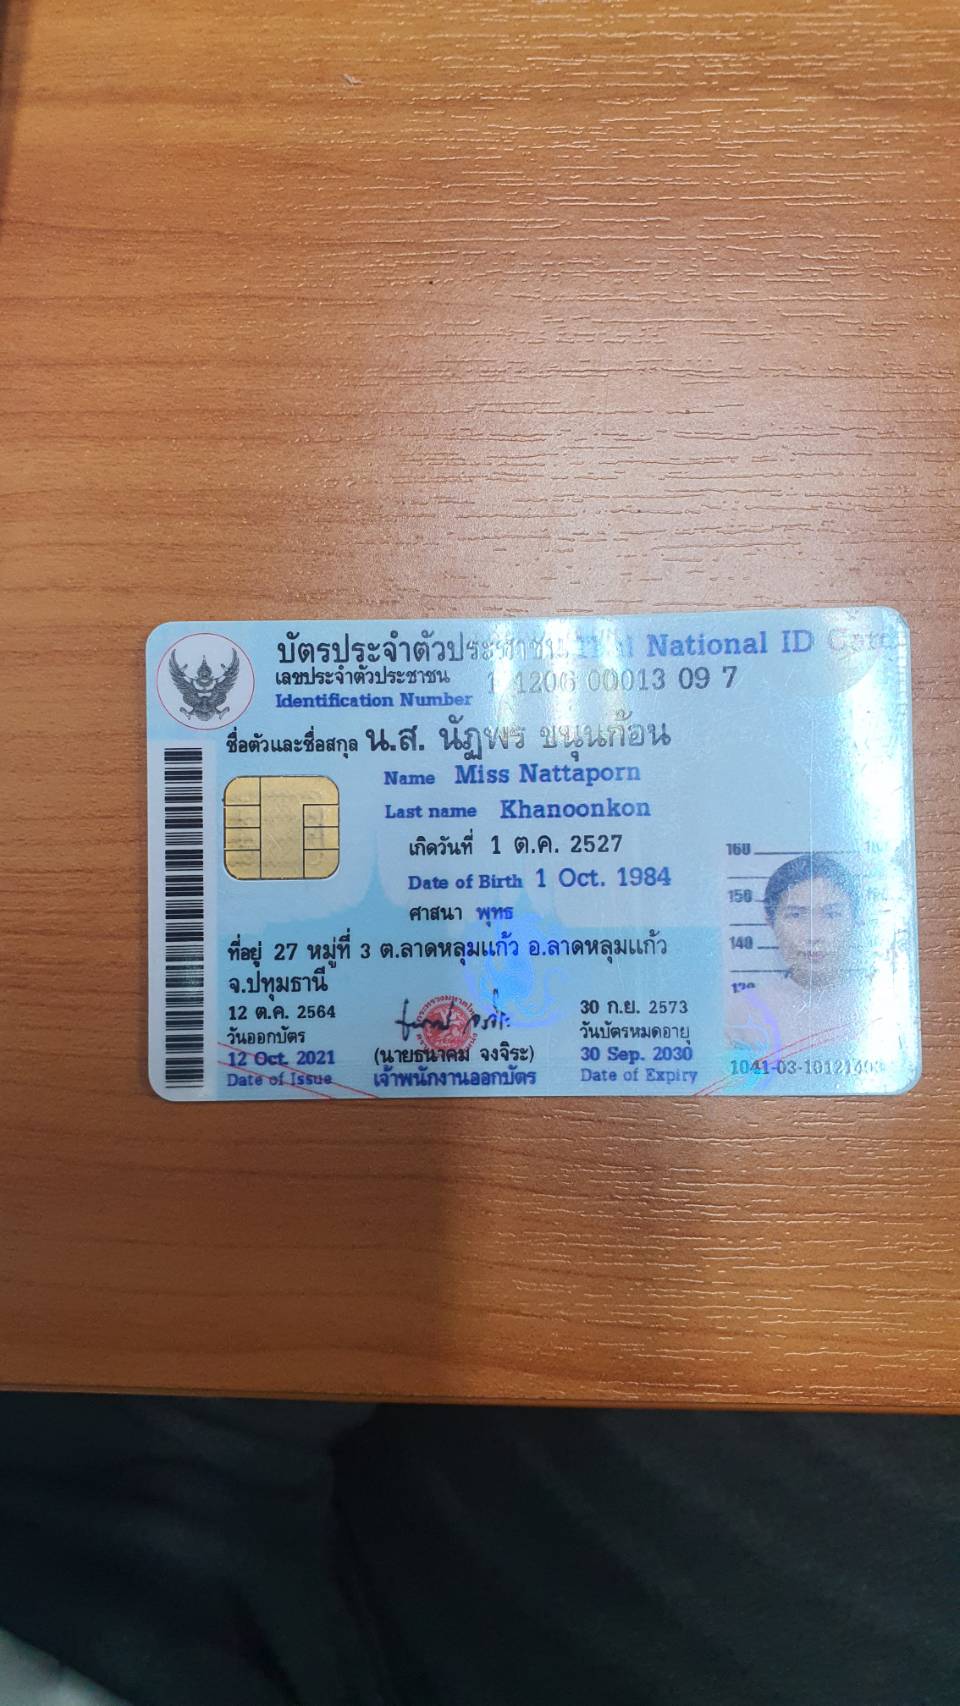 บัตรประจำตัวประชาชน Thai National ID Card
เลขประจำตัวประชาชน
Identification Number 1 1206 00013 09 7
ชื่อตัวและชื่อสกุล น.ส. นัฏพร ขนุนก๊อน
Name Miss Nattaporn
Last name Khanoonkon
เกิดวันที่ 1 ต.ค. 2527
Date of Birth 1 Oct. 1984
ศาสนา พุทธ
ที่อยู่ 27 หมู่ที่ 3 ต.ลาดหลุมแก้ว อ.ลาดหลุมแก้ว
จ.ปทุมธานี
12 ต.ค. 2564
วันออกบัตร
12 Oct. 2021
Date of Issue
(นายธนาคม จงจิระ)
เจ้าพนักงานออกบัตร
30 ก.ย. 2573
วันบัตรหมดอายุ
30 Sep. 2030
Date of Expiry
160
150
140
1041-03-1012